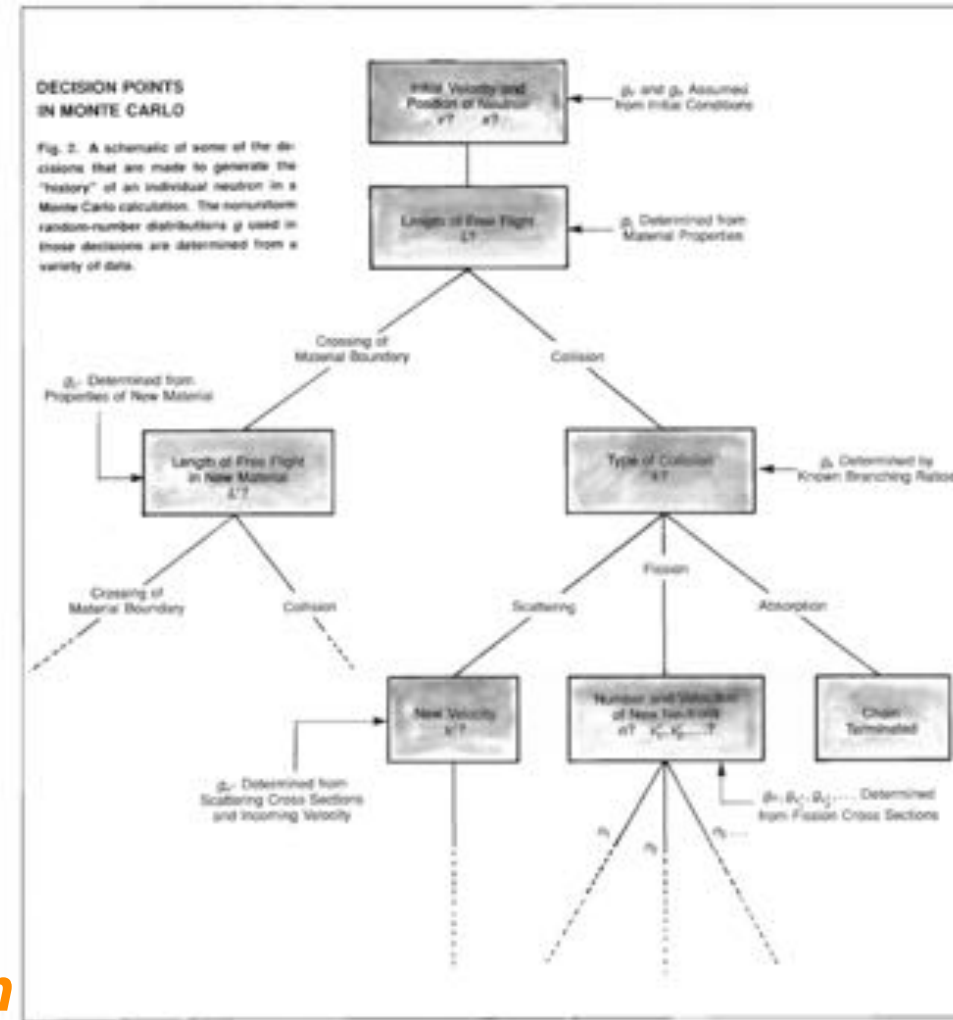 DECISION POINTS
IN MONTE CARLO
Fig. 2. A schematic of some of the de-
cisions that are made to generate the
"history" of an individual neutron in a
Monte Carlo calculation. The nonuniform
random-number distributions g used in
those decisions are determined from a
variety of data.
Initial Velocity and
Position of Neutron
v? x?
and Assumed
from Initial Conditions
Length of Free Flight
L?
Determined from
Material Properties
Crossing of
Material Boundary
Collision
Determined from
Properties of New Material
Length of Free Flight
in New Material
L'?
Type of Collision
k?
Determined by
Known Branching Ratios
Crossing of
Material Boundary
Collision
Scattering
Fission
Absorption
New Velocity
v'?
Number and Velocities
of New Neutrons
Chain
Terminated
Determined from
Scattering Cross Sections
and Incoming Velocity
Determined
from Fission Cross Sections
n